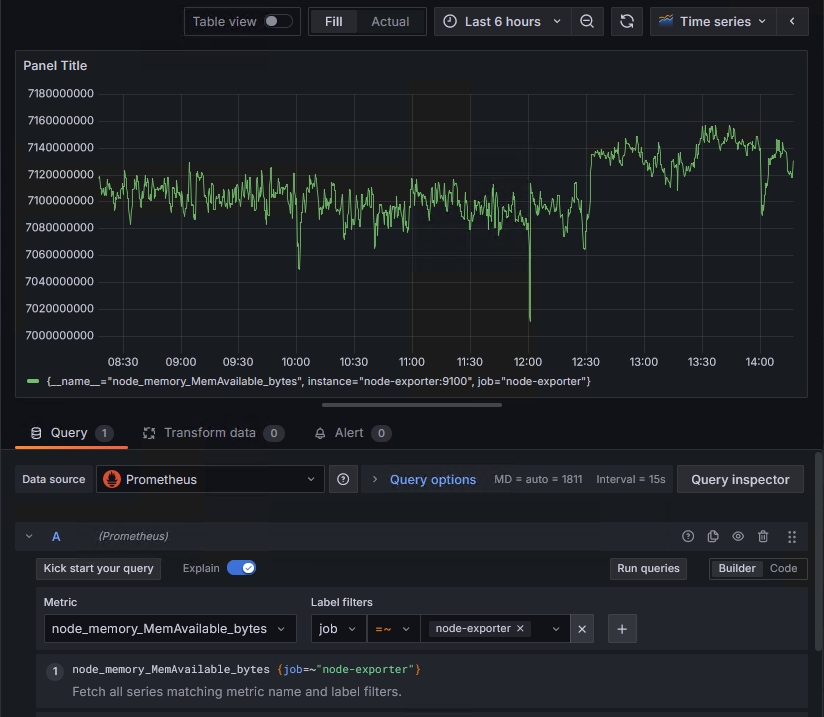 Table view Fill Actual Last 6 hours Time series
Panel Title
7180000000
7160000000
7140000000
7120000000
7100000000
7080000000
7060000000
7040000000
7020000000
7000000000
08:30 09:00 09:30 10:00 10:30 11:00 11:30 12:00 12:30 13:00 13:30 14:00
{__name__="node_memory_MemAvailable_bytes", instance="node-exporter:9100", job="node-exporter"}
Query 1 Transform data 0 Alert 0
Data source Prometheus Query options MD = auto = 1811 Interval = 15s Query inspector
A (Prometheus)
Kick start your query Explain Run queries Builder Code
Metric Label filters
node_memory_MemAvailable_bytes job =~ node-exporter
1 node_memory_MemAvailable_bytes {job=~"node-exporter"}
Fetch all series matching metric name and label filters.